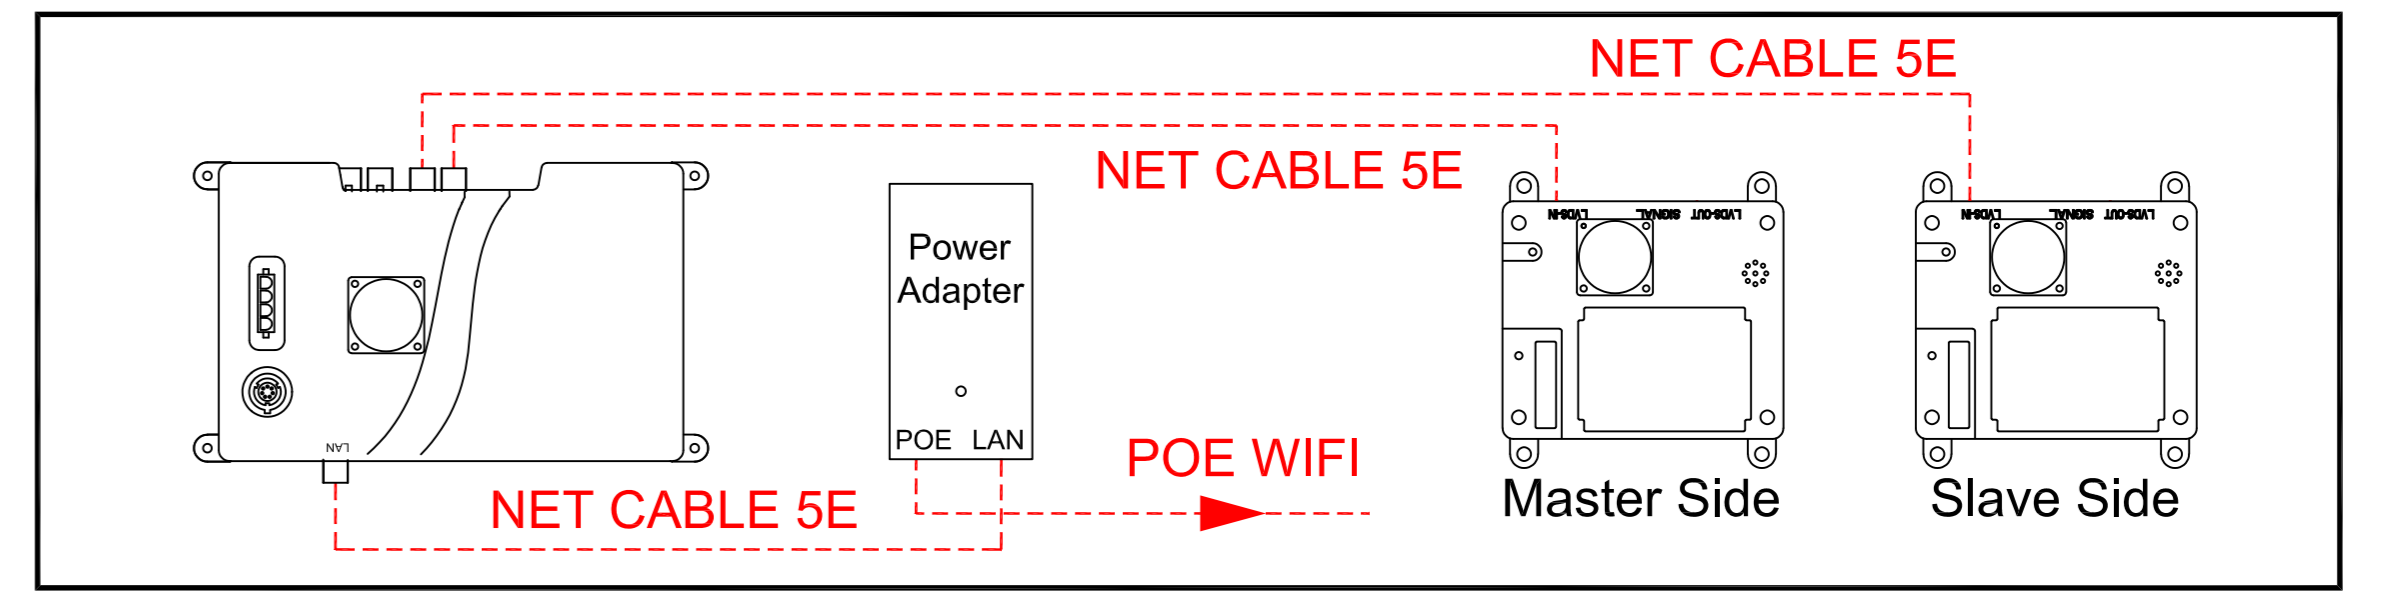 NET CABLE 5E
NET CABLE 5E
LVDS-IN SIGNAL LVDS-OUT
LVDS-IN SIGNAL LVDS-OUT
Power
Adapter
LAN
POE LAN
POE WIFI
NET CABLE 5E
Master Side
Slave Side